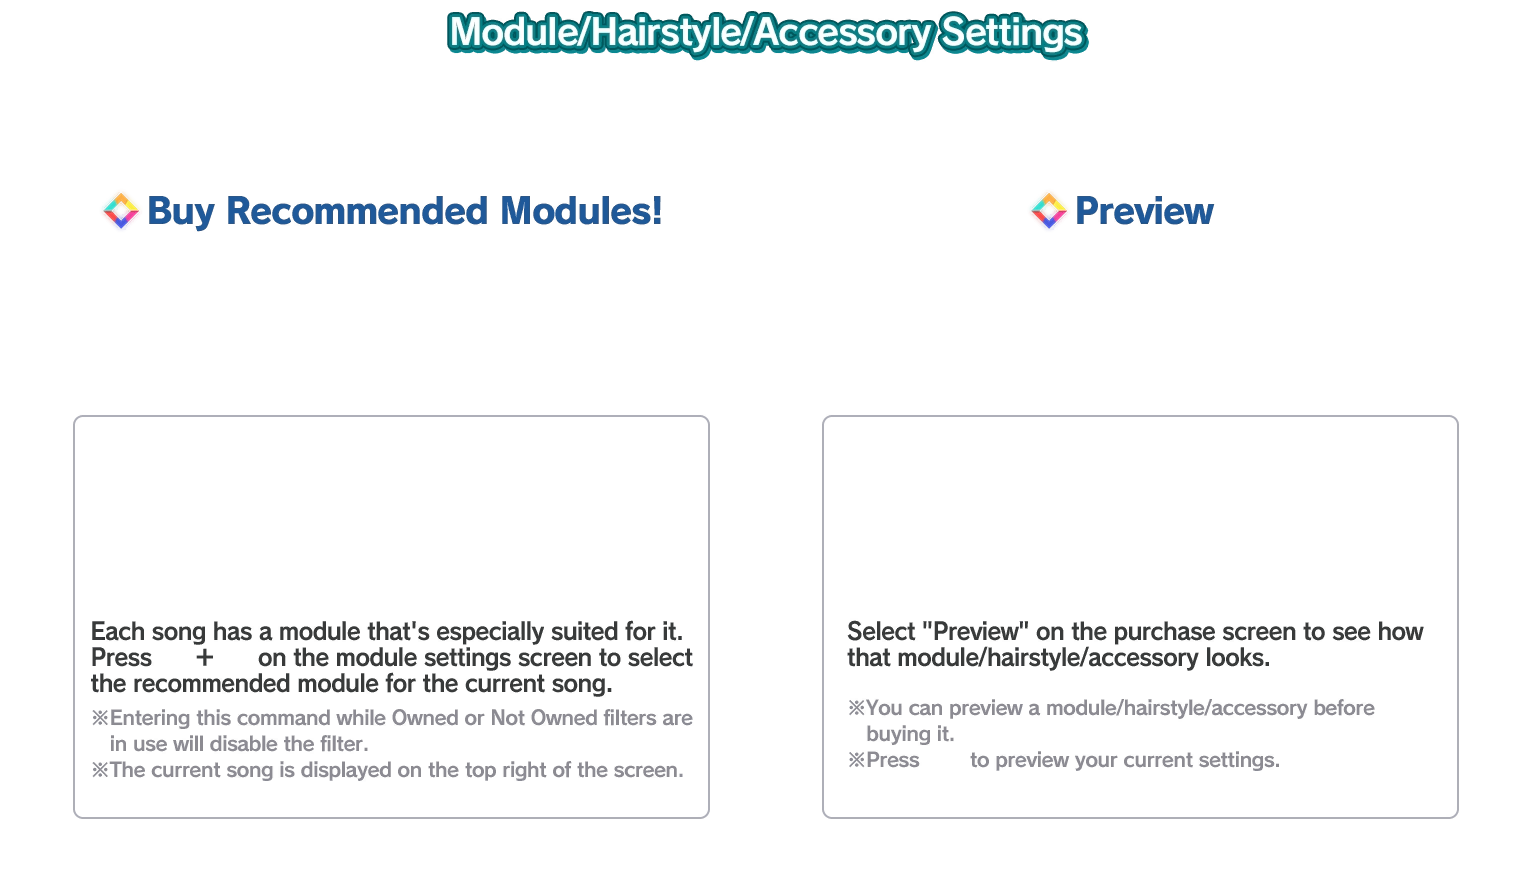 Module/Hairstyle/Accessory Settings
Buy Recommended Modules!
Each song has a module that's especially suited for it.
Press + on the module settings screen to select
the recommended module for the current song.
※Entering this command while Owned or Not Owned filters are
in use will disable the filter.
※The current song is displayed on the top right of the screen.
Preview
Select "Preview" on the purchase screen to see how
that module/hairstyle/accessory looks.
※You can preview a module/hairstyle/accessory before
buying it.
※Press to preview your current settings.